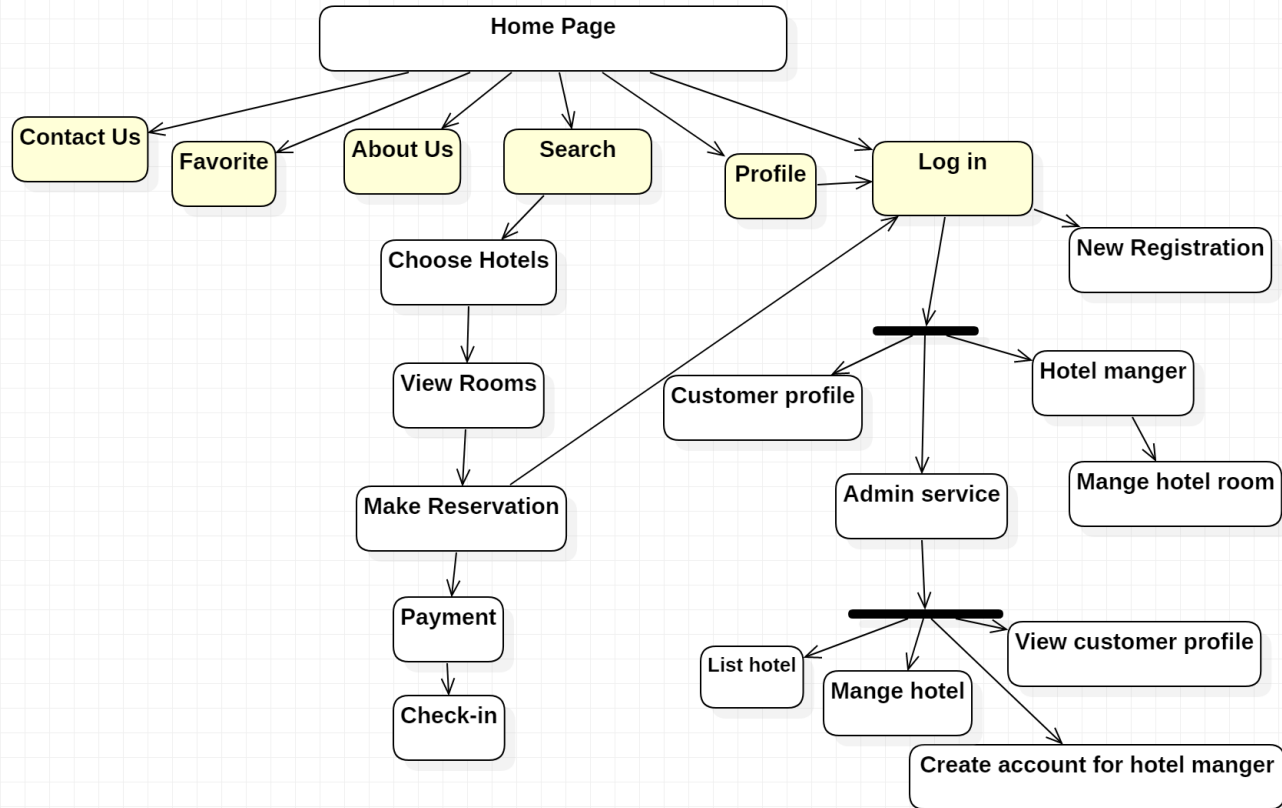 Home Page
Contact Us
Favorite
About Us
Search
Profile
Log in
New Registration
Choose Hotels
View Rooms
Customer profile
Hotel manger
Make Reservation
Admin service
Mange hotel room
Payment
Check-in
List hotel
Mange hotel
View customer profile
Create account for hotel manger